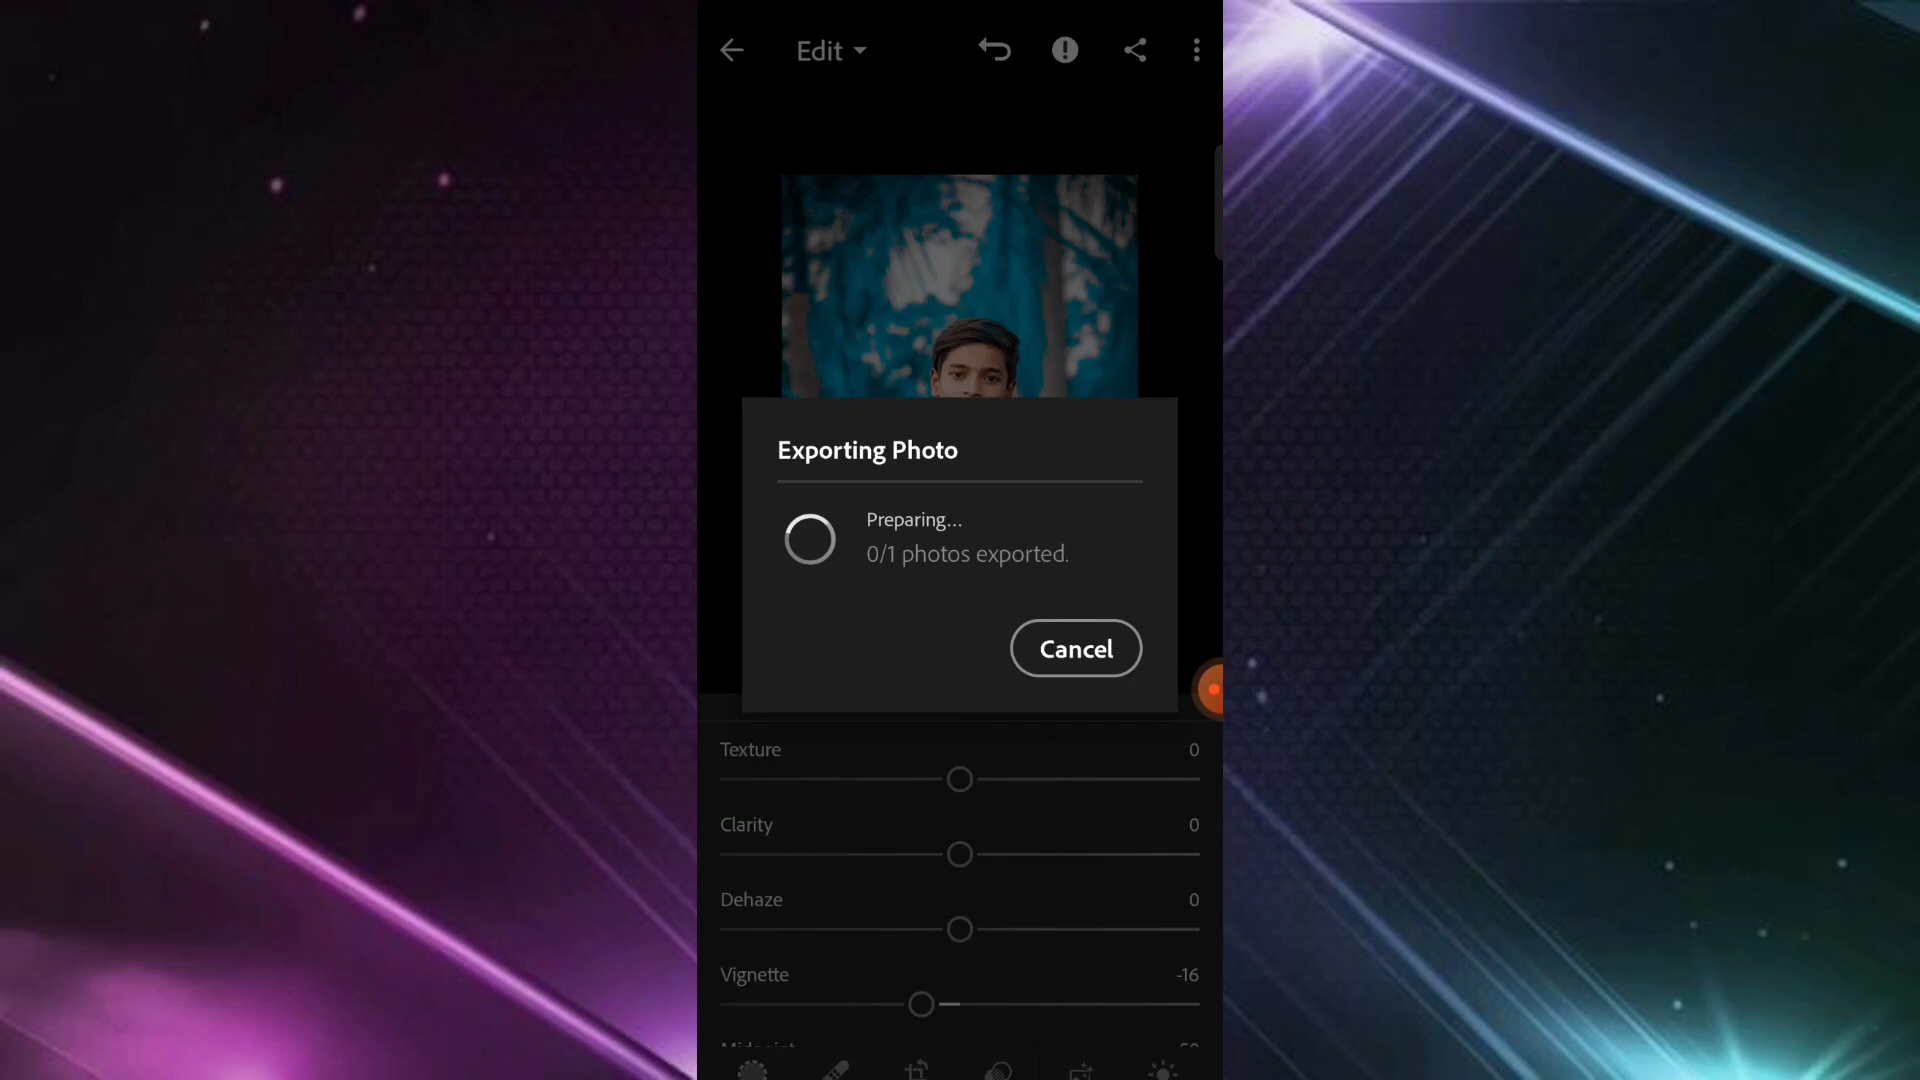 Edit
Exporting Photo
Preparing...
0/1 photos exported.
Cancel
Texture 0
Clarity 0
Dehaze 0
Vignette -16